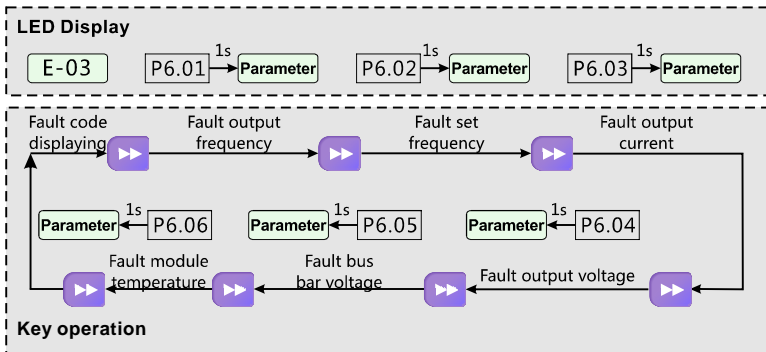 LED Display
E-03
P6.01
1s
Parameter
P6.02
1s
Parameter
P6.03
1s
Parameter
Fault code
displaying
Fault output
frequency
Fault set
frequency
Fault output
current
Parameter
1s
P6.06
Parameter
1s
P6.05
Parameter
1s
P6.04
Fault module
temperature
Fault bus
bar voltage
Fault output voltage
Key operation